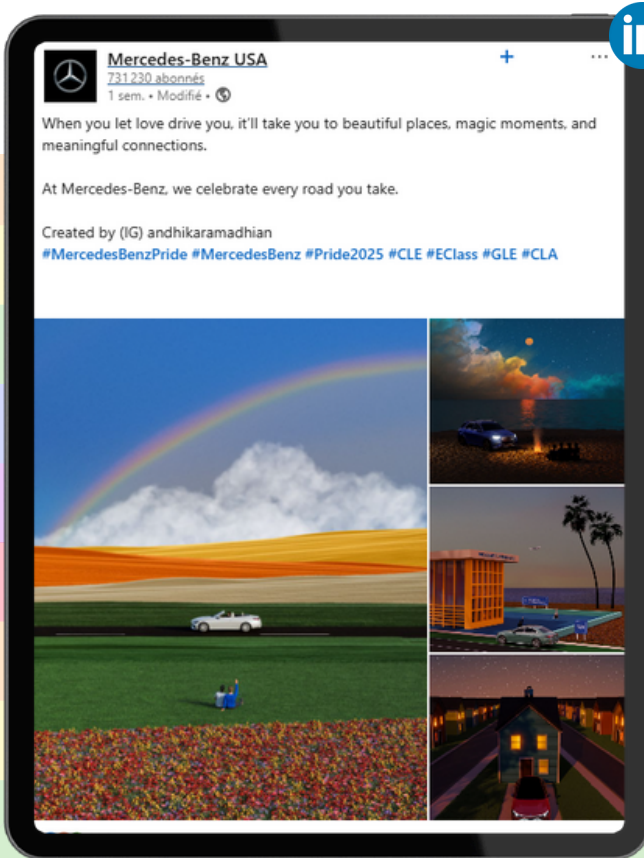 in
Mercedes-Benz USA
731 230 abonnés
1 sem. • Modifié •
When you let love drive you, it'll take you to beautiful places, magic moments, and
meaningful connections.
At Mercedes-Benz, we celebrate every road you take.
Created by (IG) andhikaramadhian
#MercedesBenzPride #MercedesBenz #Pride2025 #CLE #EClass #GLE #CLA